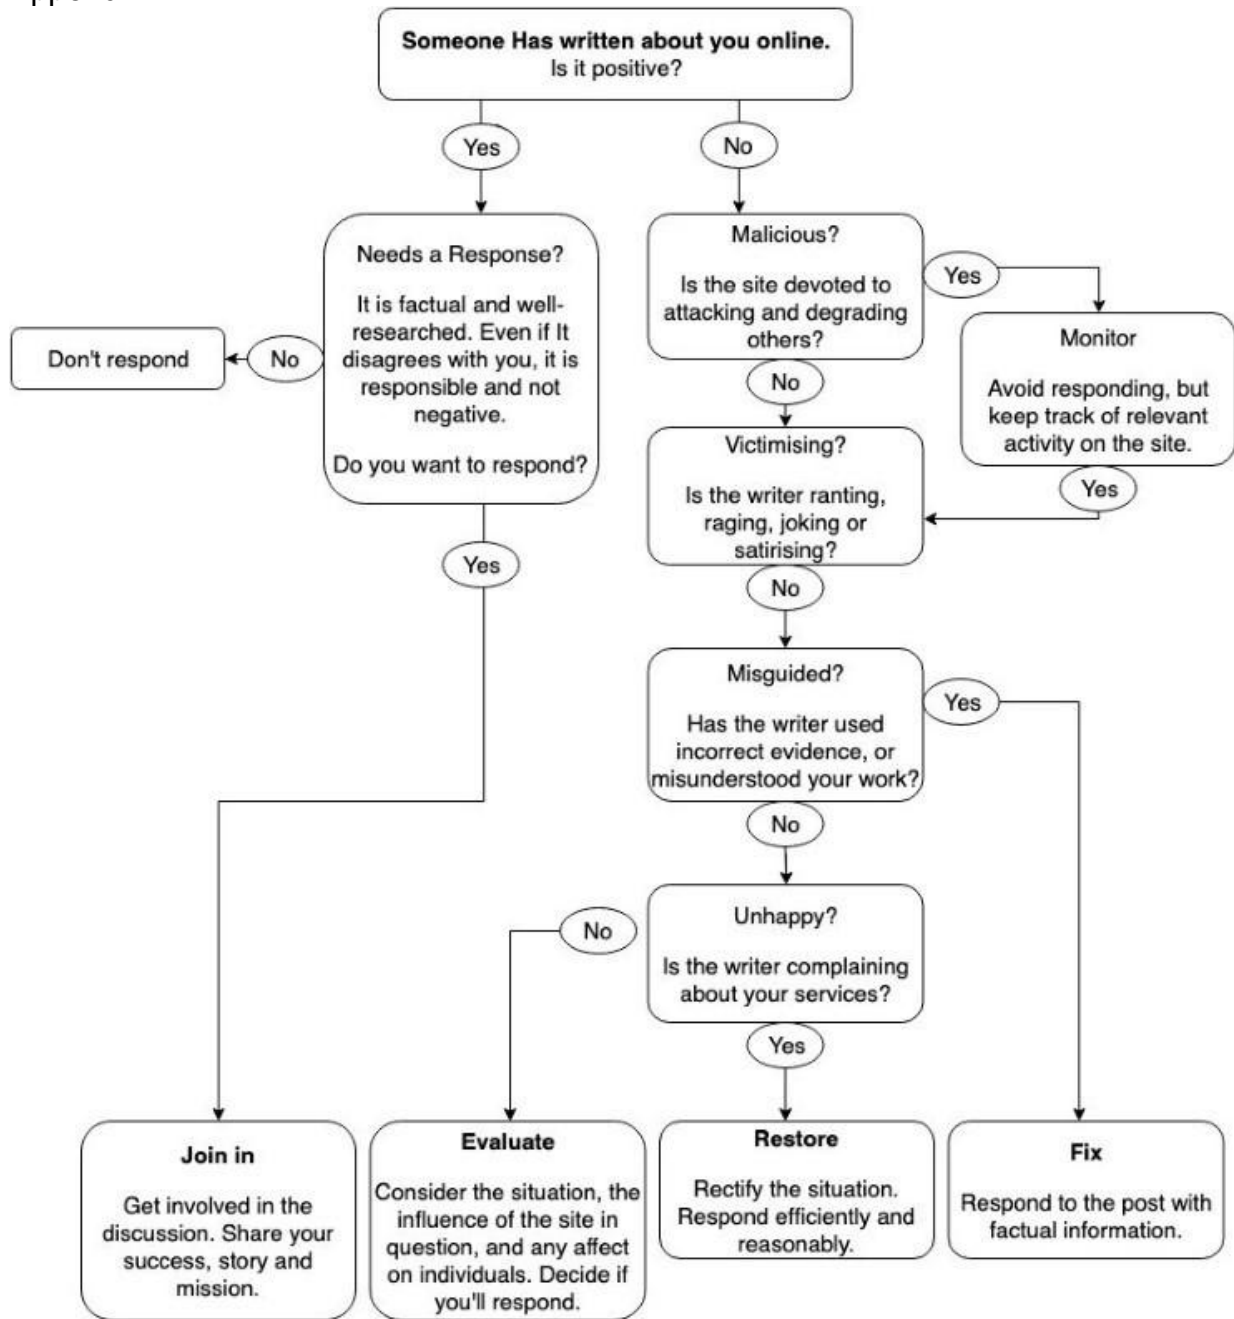 Someone Has written about you online.
Is it positive?
Yes
No
Needs a Response?
It is factual and well-
researched. Even if It
disagrees with you, it is
responsible and not
negative.
Do you want to respond?
No
Don't respond
Yes
Malicious?
Is the site devoted to
attacking and degrading
others?
Yes
Monitor
Avoid responding, but
keep track of relevant
activity on the site.
Yes
No
Victimising?
Is the writer ranting,
raging, joking or
satirising?
No
Misguided?
Has the writer used
incorrect evidence, or
misunderstood your work?
Yes
No
Unhappy?
Is the writer complaining
about your services?
No
Yes
Join in
Get involved in the
discussion. Share your
success, story and
mission.
Evaluate
Consider the situation, the
influence of the site in
question, and any affect
on individuals. Decide if
you'll respond.
Restore
Rectify the situation.
Respond efficiently and
reasonably.
Fix
Respond to the post with
factual information.